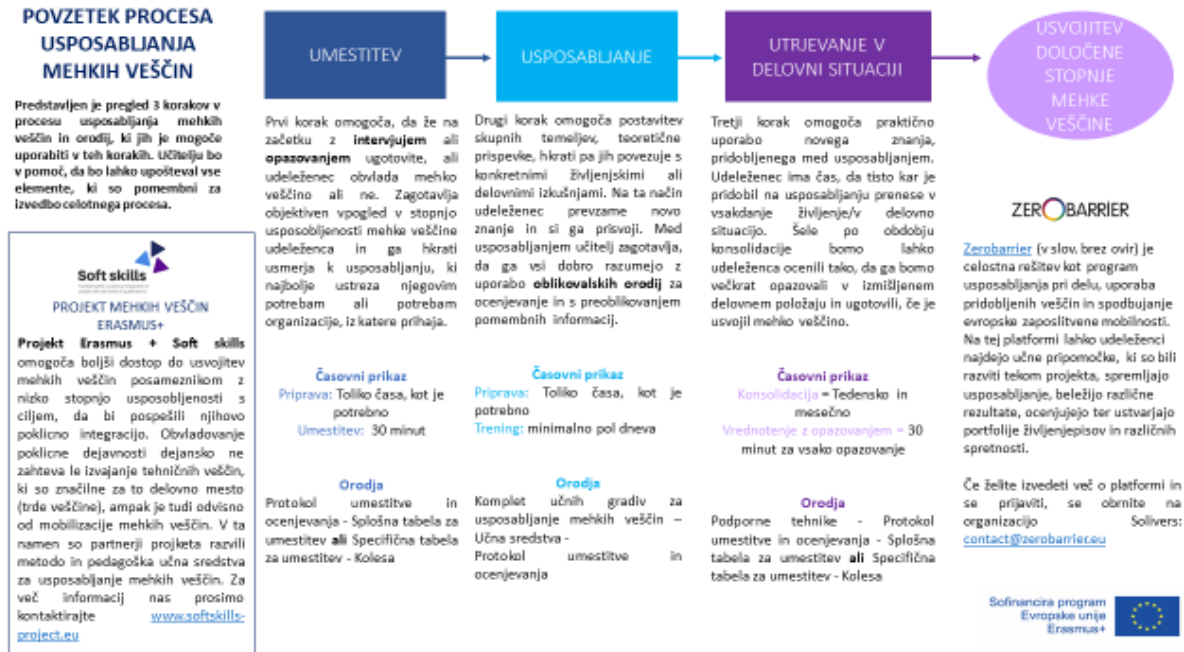 POVZETEK PROCESA
USPOSABLJANJA
MEHKIH VEŠČIN
Predstavljen je pregled 3 korakov v
procesu usposabljanja mehkih
veščin in orodij, ki jih je mogoče
uporabiti v teh korakih. Učitelju bo
v pomoč, da bo lahko upošteval vse
elemente, ki so pomembni za
izvedbo celotnega procesa.
Soft skills
PROJEKT MEHKIH VEŠČIN
ERASMUS+
Projekt Erasmus + Soft skills
omogoča boljši dostop do usvojitev
mehkih veščin posameznikom z
nizko stopnjo usposobljenosti s
ciljem, da bi pospešili njihovo
poklicno integracijo. Obvladovanje
poklicne dejavnosti dejansko ne
zahteva le izvajanje tehničnih veščin,
ki so značilne za to delovno mesto
(trde veščine), ampak je tudi odvisno
od mobilizacije mehkih veščin. V ta
namen so partnerji projketa razvili
metodo in pedagoška učna sredstva
za usposabljanje mehkih veščin. Za
več informacij nas prosimo
kontaktirajte www.softskills-
project.eu
UMESTITEV
Prvi korak omogoča, da že na
začetku z intervjujem ali
opazovanjem ugotovite, ali
udeleženec obvlada mehko
veščino ali ne. Zagotavlja
objektiven vpogled v stopnjo
usposobljenosti mehke veščine
udeleženca in ga hkrati
usmerja k usposabljanju, ki
najbolje ustreza njegovim
potrebam ali potrebam
organizacije, iz katere prihaja.
Časovni prikaz
Priprava: Toliko časa, kot je
potrebno
Umestitev: 30 minut
Orodja
Protokol umestitve in
ocenjevanja - Splošna tabela za
umestitev ali Specifična tabela
za umestitev - Kolesa
USPOSABLJANJE
Drugi korak omogoča postavitev
skupnih temeljev, teoretične
prispevke, hkrati pa jih povezuje s
konkretnimi življenjskimi ali
delovnimi izkušnjami. Na ta način
udeleženec prevzame novo
znanje in si ga prisvoji. Med
usposabljanjem učitelj zagotavlja,
da ga vsi dobro razumejo z
uporabo oblikovalskih orodij za
ocenjevanje in s preoblikovanjem
pomembnih informacij.
Časovni prikaz
Priprava: Toliko časa, kot je
potrebno
Trening: minimalno pol dneva
Orodja
Komplet učnih gradiv za
usposabljanje mehkih veščin –
Učna sredstva -
Protokol umestitve in
ocenjevanja
UTRJEVANJE V
DELOVNI SITUACIJI
Tretji korak omogoča praktično
uporabo novega znanja,
pridobljenega med usposabljanjem.
Udeleženec ima čas, da tisto kar je
pridobil na usposabljanju prenese v
vsakdanje življenje/v delovno
situacijo. Šele po obdobju
konsolidacije bomo lahko
udeleženca ocenili tako, da ga bomo
večkrat opazovali v izmišljenem
delovnem položaju in ugotovili, če je
usvojil mehko veščino.
Časovni prikaz
Konsolidacija = Tedensko in
mesečno
Vrednotenje z opazovanjem = 30
minut za vsako opazovanje
Orodja
Podporne tehnike - Protokol
umestitve in ocenjevanja - Splošna
tabela za umestitev ali Specifična
tabela za umestitev - Kolesa
USVOJITEV
DOLOČENE
STOPNJE
MEHKE
VEŠČINE
ZEROBARRIER
Zerobarrier (v slov. brez ovir) je
celostna rešitev kot program
usposabljanja pri delu, uporaba
pridobljenih veščin in spodbujanje
evropske zaposlitvene mobilnosti.
Na tej platformi lahko udeleženci
najdejo učne pripomočke, ki so bili
razviti tekom projekta, spremljajo
usposabljanje, beležijo različne
rezultate, ocenjujejo ter ustvarjajo
portfolije življenjepisov in različnih
spretnosti.
Če želite izvedeti več o platformi in
se prijaviti, se obrnite na
organizacijo Solivers:
contact@zerobarrier.eu
Sofinancira program
Evropske unije
Erasmus+